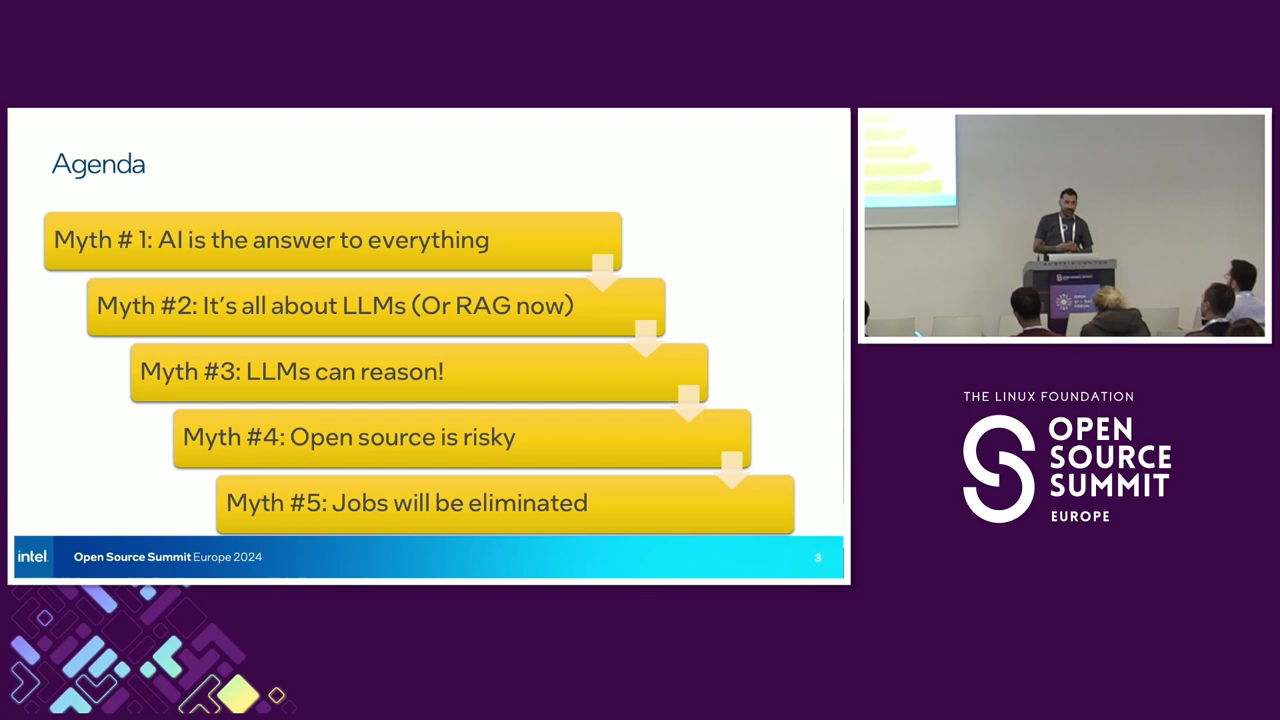 Agenda
Myth # 1: AI is the answer to everything
Myth #2: It's all about LLMs (Or RAG now)
Myth #3: LLMs can reason!
Myth #4: Open source is risky
Myth #5: Jobs will be eliminated
intel.
Open Source Summit Europe 2024
3
THE LINUX FOUNDATION
OPEN
SOURCE
SUMMIT
EUROPE